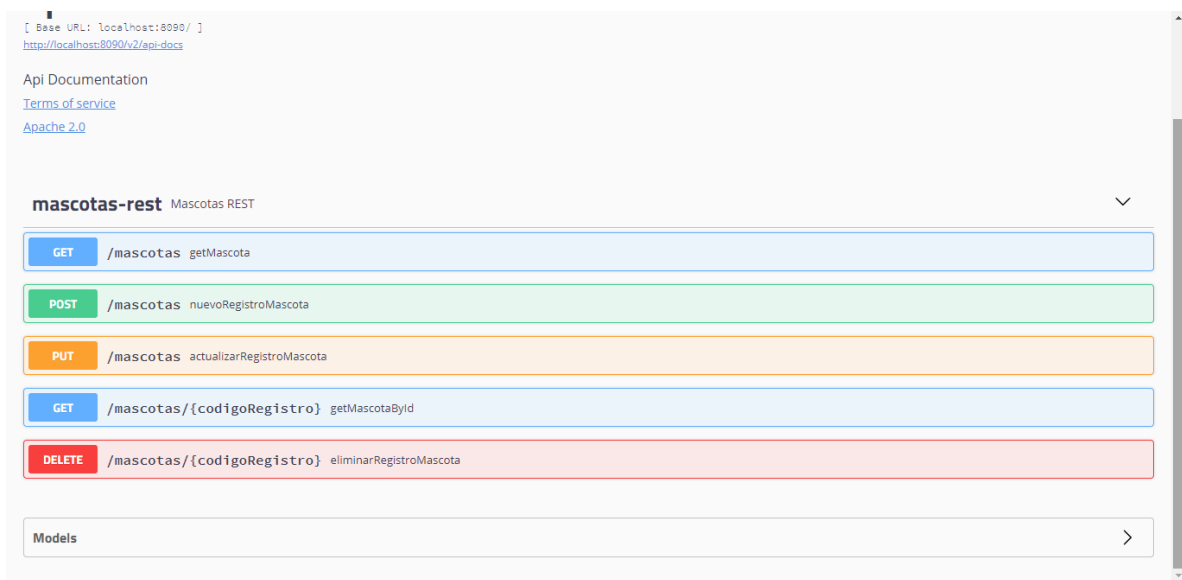 [ Base URL: localhost:8090/ ]
http://localhost:8090/v2/api-docs
Api Documentation
Terms of service
Apache 2.0
mascotas-rest Mascotas REST
GET /mascotas getMascota
POST /mascotas nuevoRegistroMascota
PUT /mascotas actualizarRegistroMascota
GET /mascotas/{codigoRegistro} getMascotaById
DELETE /mascotas/{codigoRegistro} eliminarRegistroMascota
Models